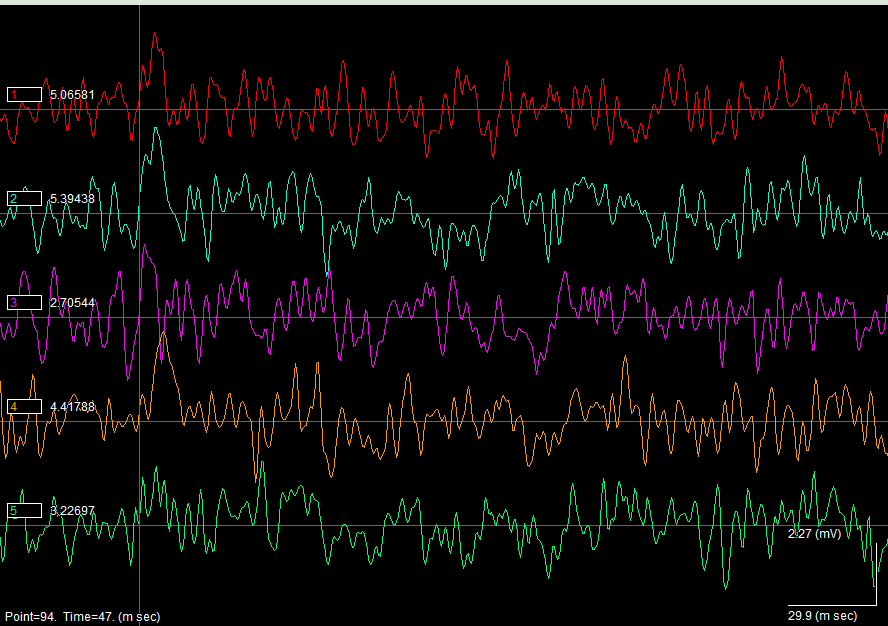 1 5.06581
2 5.39438
3 2.70544
4 4.41788
5 3.22697
2.27 (mV)
Point=94. Time=47. (m sec)
29.9 (m sec)